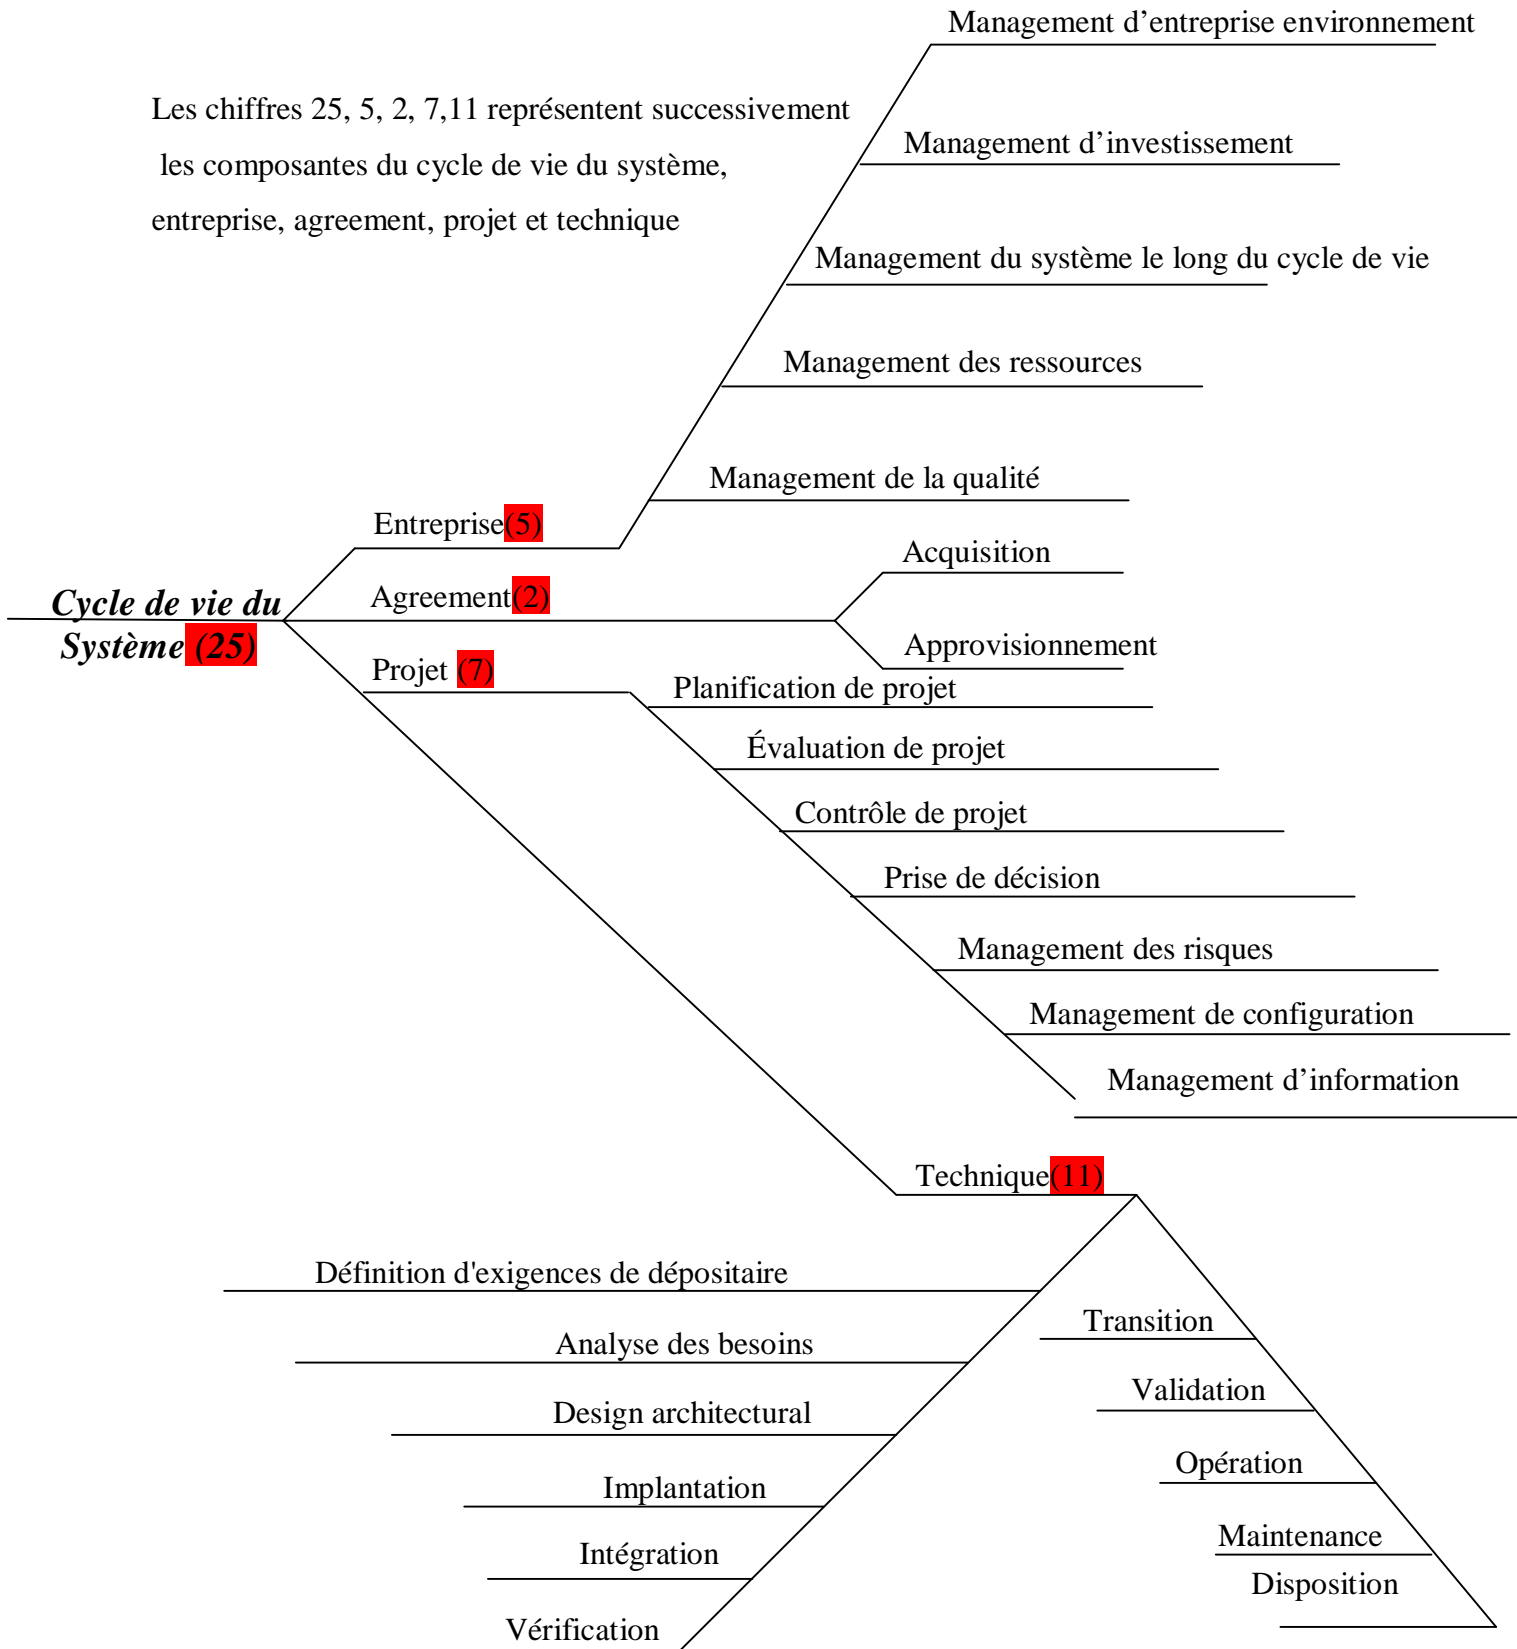 Management d’entreprise environnement
Les chiffres 25, 5, 2, 7,11 représentent successivement
les composantes du cycle de vie du système,
entreprise, agreement, projet et technique
Management d’investissement
Management du système le long du cycle de vie
Management des ressources
Management de la qualité
Entreprise(5)
Acquisition
Agreement(2)
Cycle de vie du
Système (25)
Approvisionnement
Projet (7)
Planification de projet
Évaluation de projet
Contrôle de projet
Prise de décision
Management des risques
Management de configuration
Management d’information
Technique(11)
Définition d'exigences de dépositaire
Analyse des besoins
Design architectural
Implantation
Intégration
Vérification
Transition
Validation
Opération
Maintenance
Disposition